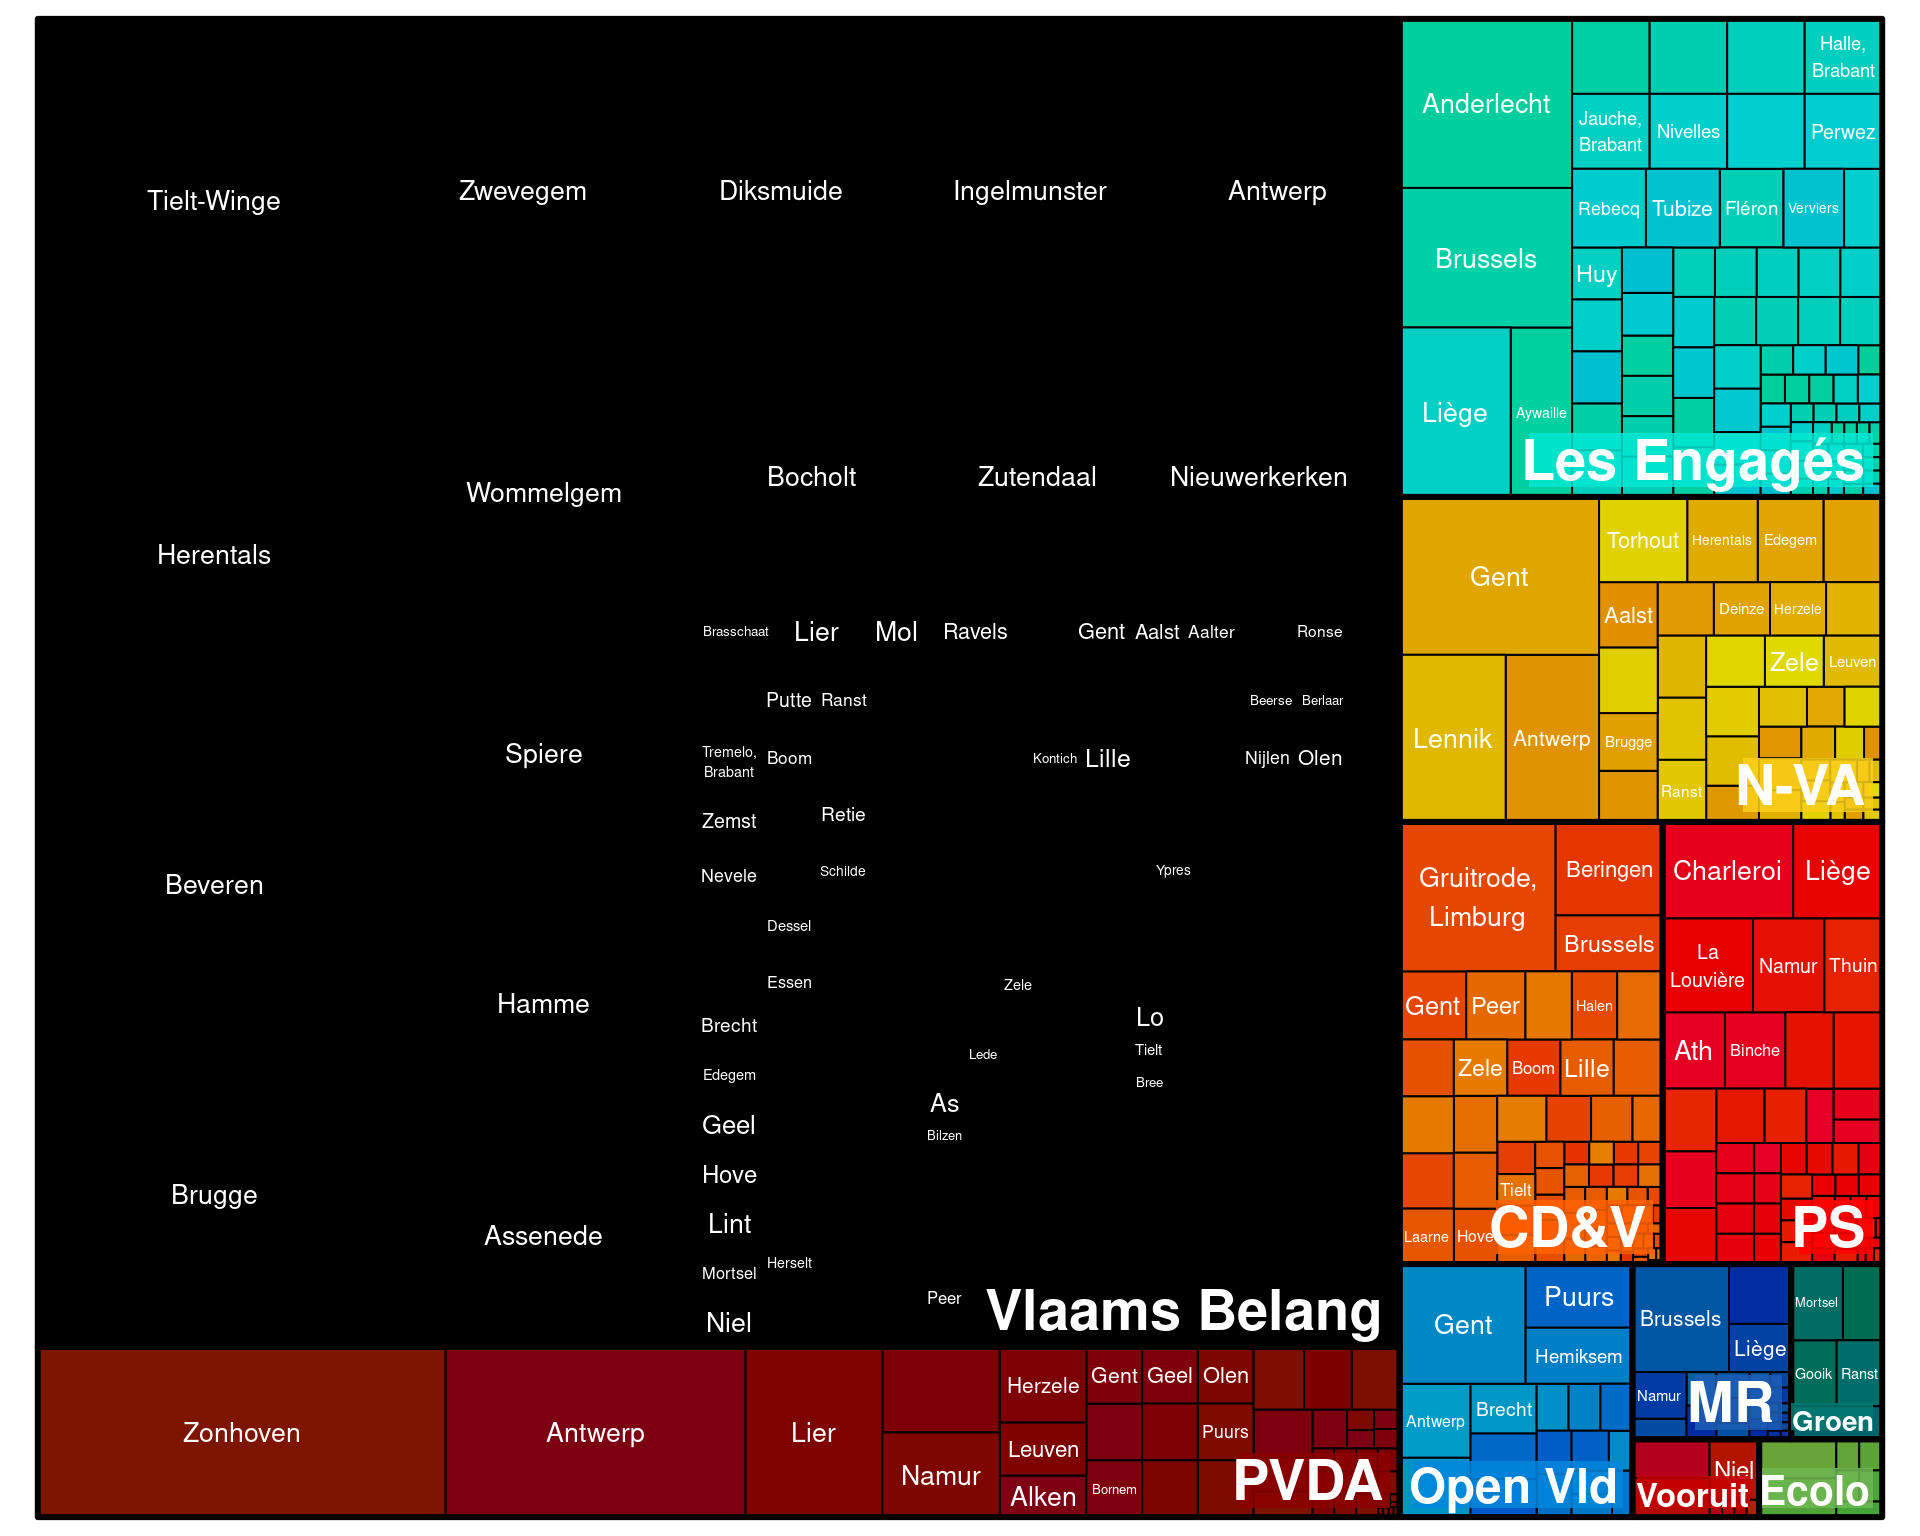 Tielt-Winge
Zwevegem
Diksmuide
Ingelmunster
Antwerp
Herentals
Wommelgem
Bocholt
Zutendaal
Nieuwerkerken
Brasschaat
Lier
Mol
Ravels
Gent
Aalst
Aalter
Ronse
Putte
Ranst
Beerse
Berlaar
Spiere
Tremelo,
Brabant
Boom
Kontich
Lille
Nijlen
Olen
Zemst
Retie
Beveren
Nevele
Schilde
Ypres
Dessel
Hamme
Essen
Zele
Brecht
Lo
Tielt
Lede
Edegem
Bree
As
Geel
Bilzen
Hove
Brugge
Lint
Assenede
Mortsel
Herselt
Peer
Niel
Vlaams Belang
Zonhoven
Antwerp
Lier
Namur
Herzele
Leuven
Alken
Gent
Geel
Olen
Puurs
Bornem
PVDA
Anderlecht
Halle,
Brabant
Jauche,
Brabant
Nivelles
Perwez
Brussels
Rebecq
Tubize
Fléron
Verviers
Huy
Liège
Aywaille
Les Engagés
Gent
Torhout
Herentals
Edegem
Aalst
Deinze
Herzele
Zele
Leuven
Lennik
Antwerp
Brugge
Ranst
N-VA
Gruitrode,
Limburg
Beringen
Brussels
Gent
Peer
Halen
Zele
Boom
Lille
Tielt
Laarne
Hove
CD&V
Charleroi
Liège
La
Louvière
Namur
Thuin
Ath
Binche
PS
Gent
Puurs
Hemiksem
Antwerp
Brecht
Open Vld
Brussels
Liège
Namur
MR
Mortsel
Gooik
Ranst
Groen
Niel
Vooruit
Ecolo